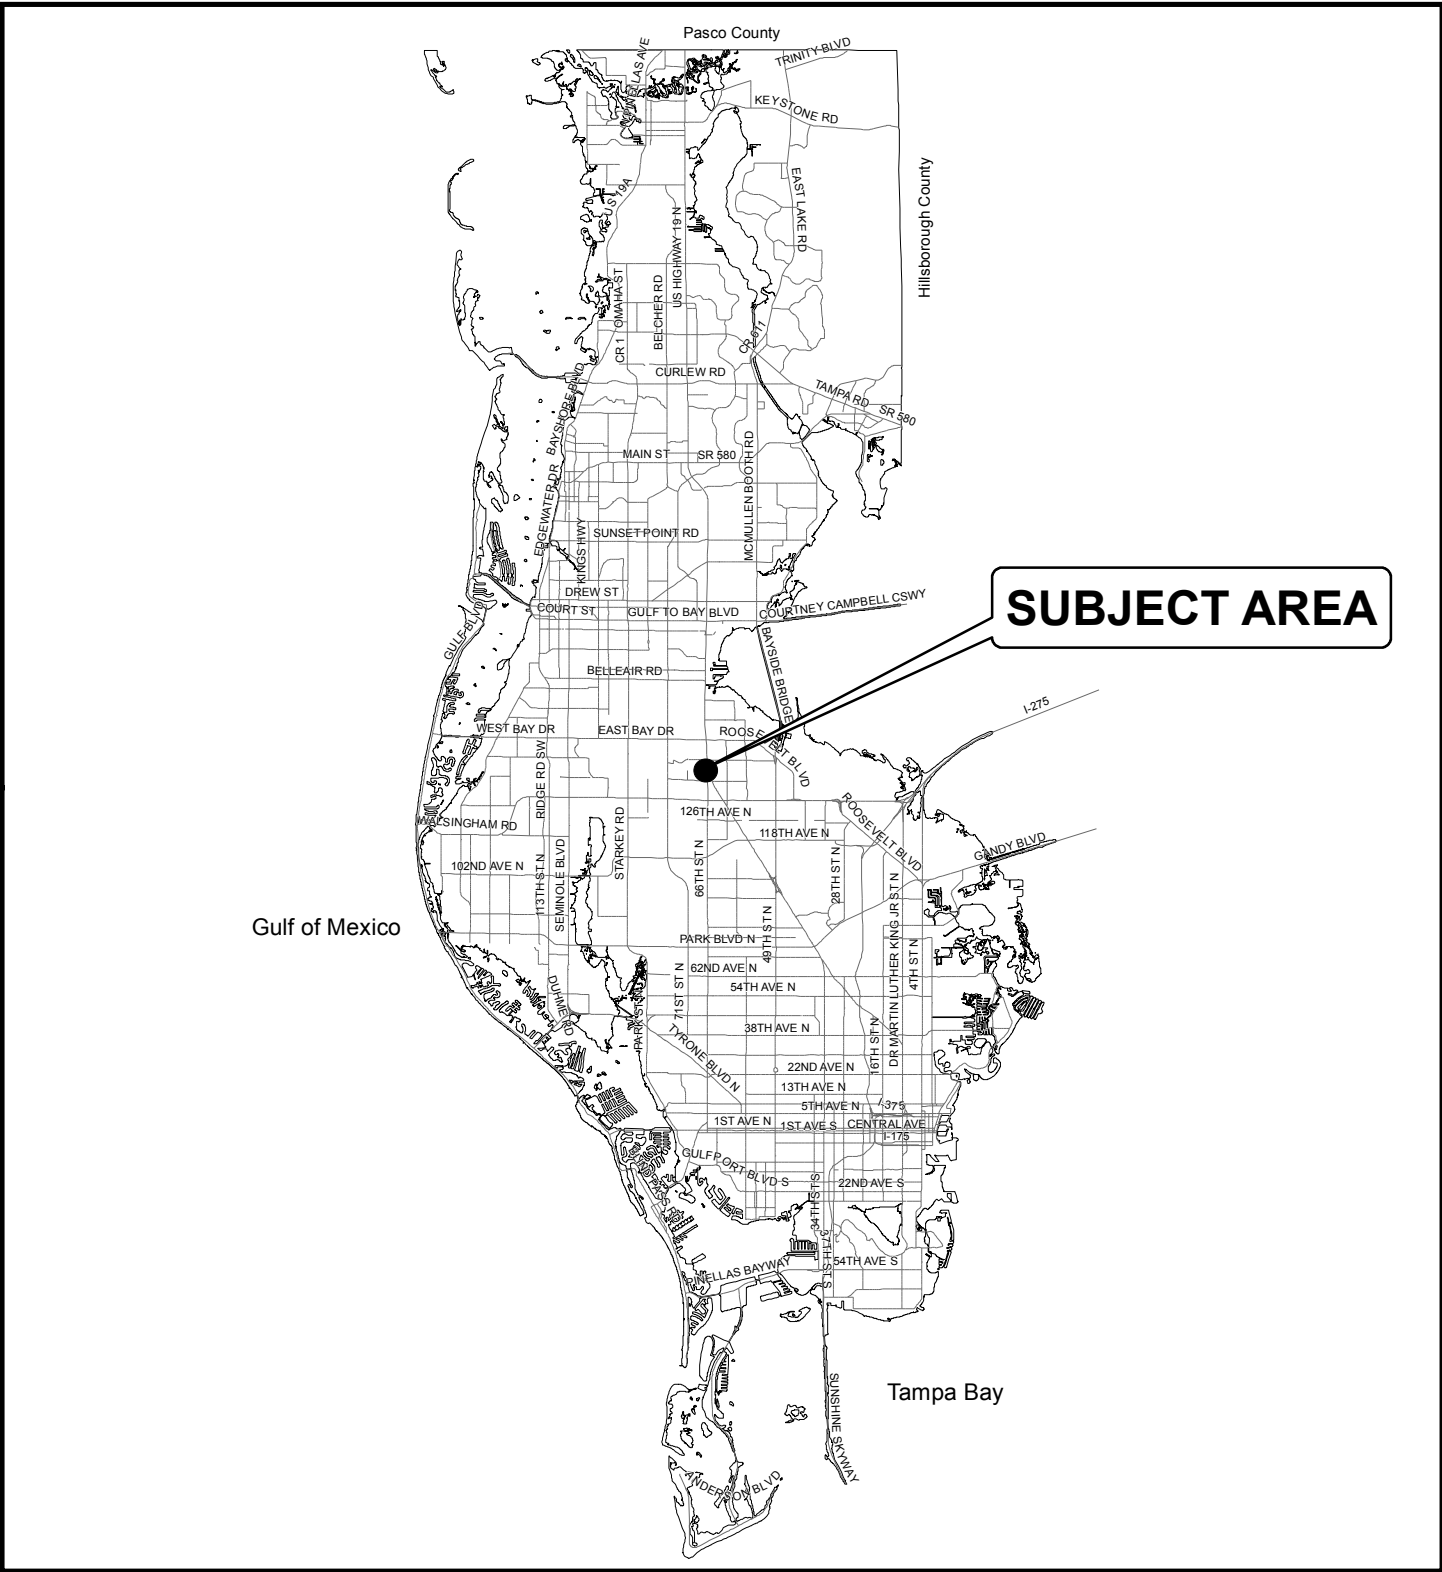 Pasco County
TRINITY BLVD
PINELLAS AVE
KEYSTONE RD
Hillsborough County
EAST LAKE RD
US 19A
US HIGHWAY 19 N
OMAHA ST
CR 1
BELCHER RD
CR 611
CURLEW RD
TAMPA RD
SR 580
BAYSHORE BLVD
MAIN ST
SR 580
MCMULLEN BOOTH RD
EDGEWATER DR
KINGS HWY
SUNSET POINT RD
DREW ST
COURT ST
GULF TO BAY BLVD
COURTNEY CAMPBELL CSWY
SUBJECT AREA
GULF BLVD
BAYSIDE BRIDGE
BELLEAIR RD
I-275
WEST BAY DR
EAST BAY DR
ROOSEVELT BLVD
RIDGE RD SW
WALSINGHAM RD
STARKEY RD
126TH AVE N
118TH AVE N
ROOSEVELT BLVD
GANDY BLVD
102ND AVE N
113TH ST N
SEMINOLE BLVD
66TH ST N
28TH ST N
Gulf of Mexico
49TH ST N
DR MARTIN LUTHER KING JR ST N
4TH ST N
PARK BLVD N
62ND AVE N
71ST ST N
54TH AVE N
DUHME RD
PARK ST N
TYRONE BLVD N
38TH AVE N
16TH ST N
22ND AVE N
13TH AVE N
5TH AVE N
I-375
1ST AVE N
1ST AVE S
CENTRAL AVE
I-175
GULFPORT BLVD S
22ND AVE S
34TH ST S
37TH ST S
54TH AVE S
PINELLAS BAYWAY
Tampa Bay
SUNSHINE SKYWAY
ANDERSON BLVD